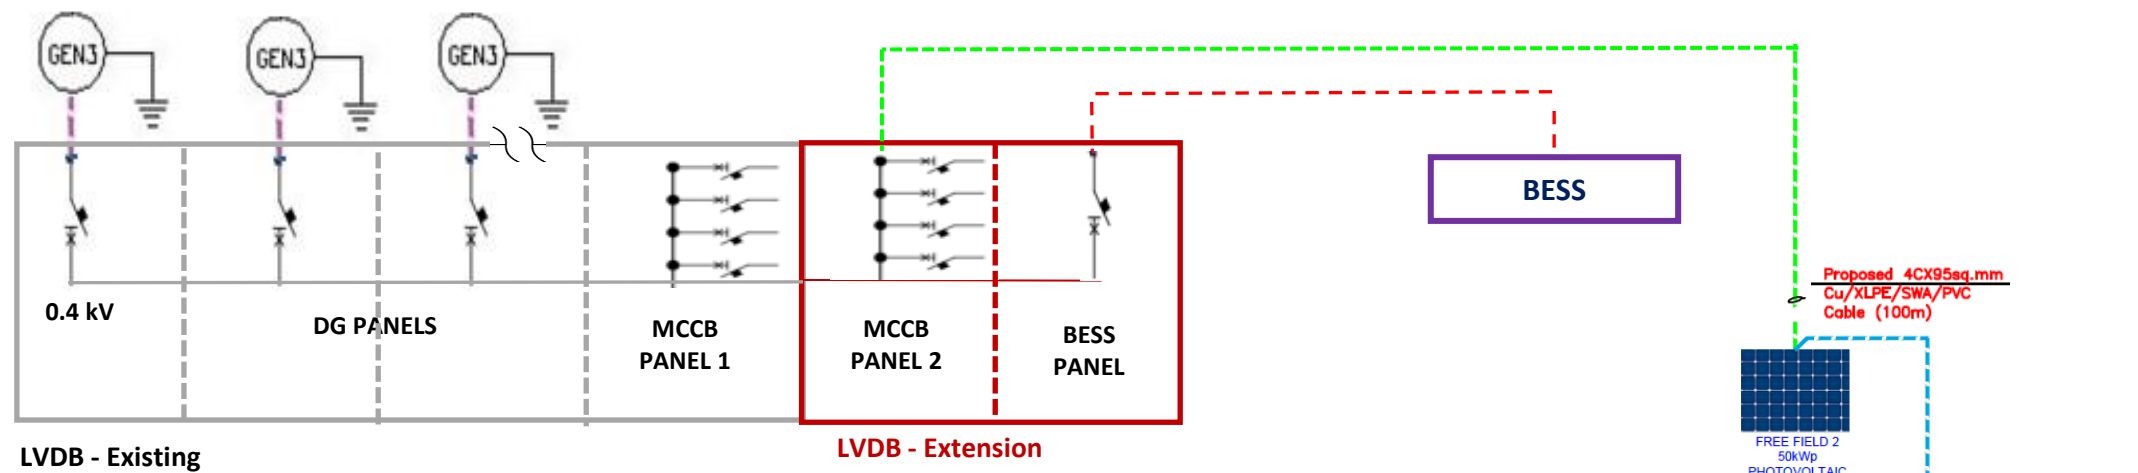 GEN3
GEN3
GEN3
0.4 kV
DG PANELS
MCCB
PANEL 1
MCCB
PANEL 2
BESS
PANEL
BESS
Proposed 4CX95sq.mm
Cu/XLPE/SWA/PVC
Cable (100m)
FREE FIELD 2
50kWp
PHOTOVOLTAIC
LVDB - Existing
LVDB - Extension